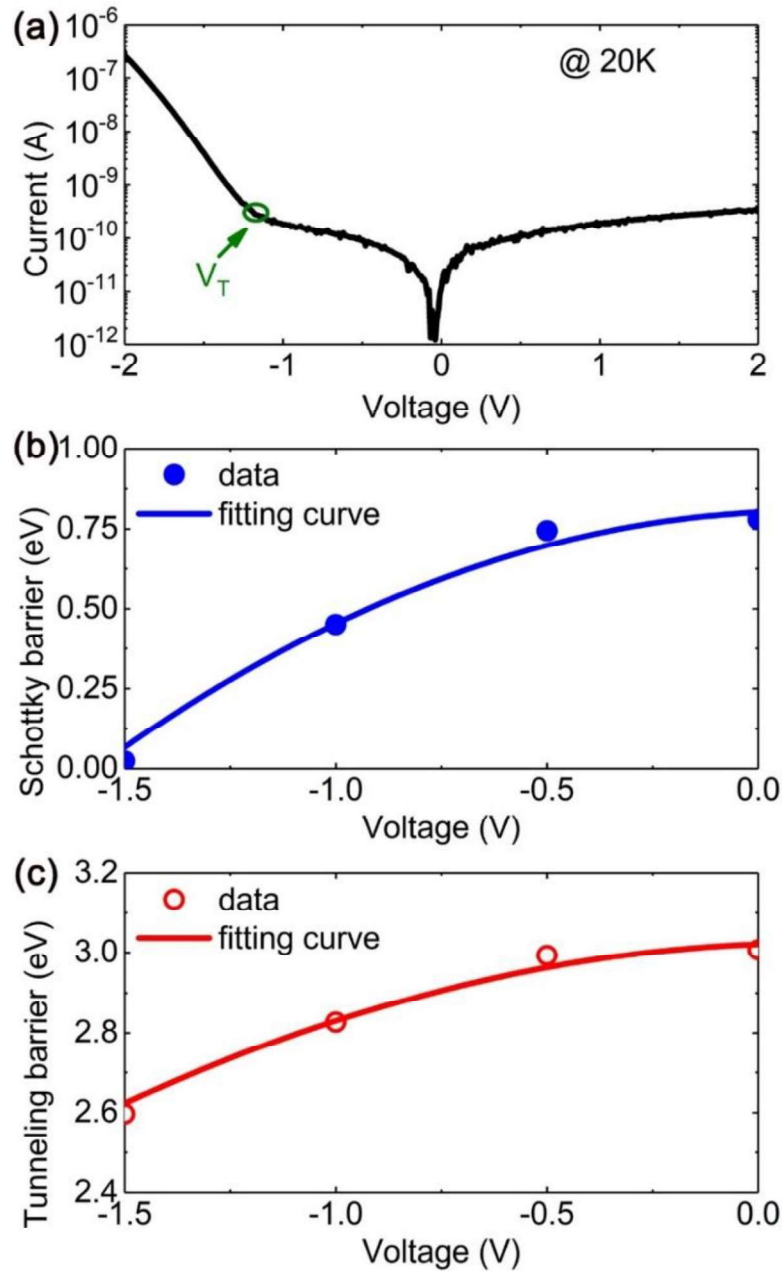 (a)
10⁻⁶
10⁻⁷
10⁻⁸
10⁻⁹
10⁻¹⁰
10⁻¹¹
10⁻¹²
Current (A)
@ 20K
V_T
-2
-1
0
1
2
Voltage (V)
(b)
1.00
0.75
0.50
0.25
0.00
Schottky barrier (eV)
data
fitting curve
-1.5
-1.0
-0.5
0.0
Voltage (V)
(c)
3.2
3.0
2.8
2.6
2.4
Tunneling barrier (eV)
data
fitting curve
-1.5
-1.0
-0.5
0.0
Voltage (V)